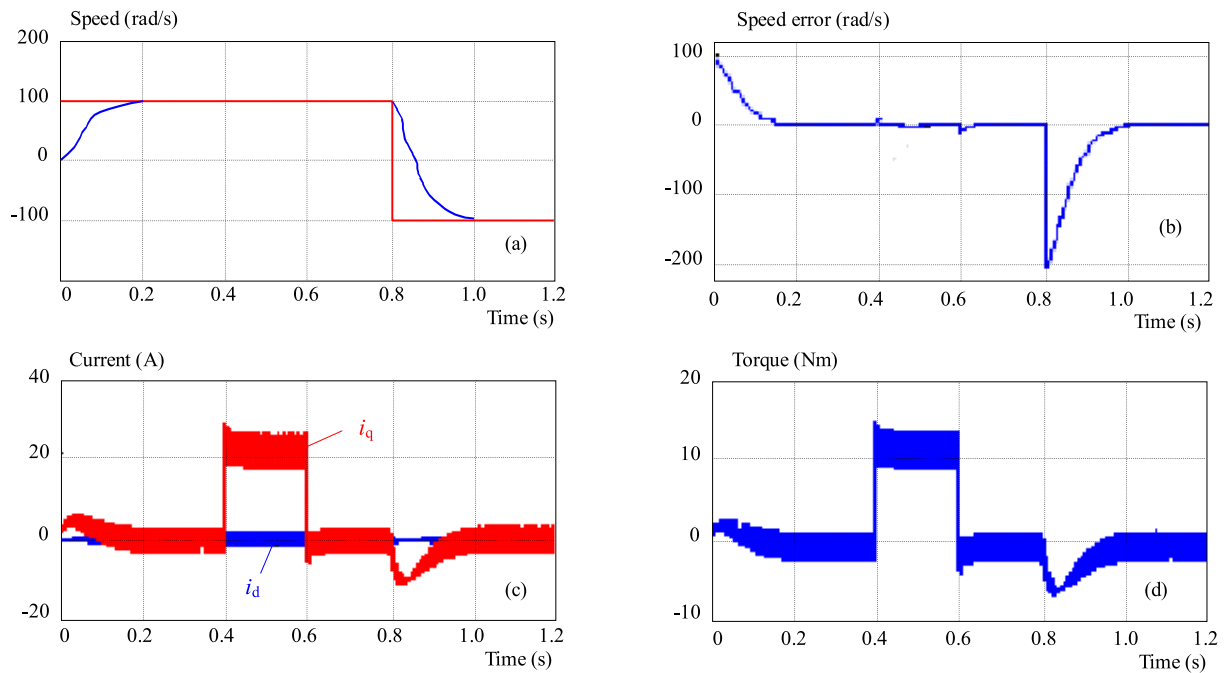 Speed (rad/s)
200
100
0
-100
0 0.2 0.4 0.6 0.8 1.0 1.2
Time (s)
(a)
Speed error (rad/s)
100
0
-100
-200
0 0.2 0.4 0.6 0.8 1.0 1.2
Time (s)
(b)
Current (A)
40
20
0
-20
iq
id
0 0.2 0.4 0.6 0.8 1.0 1.2
Time (s)
(c)
Torque (Nm)
20
10
0
-10
0 0.2 0.4 0.6 0.8 1.0 1.2
Time (s)
(d)